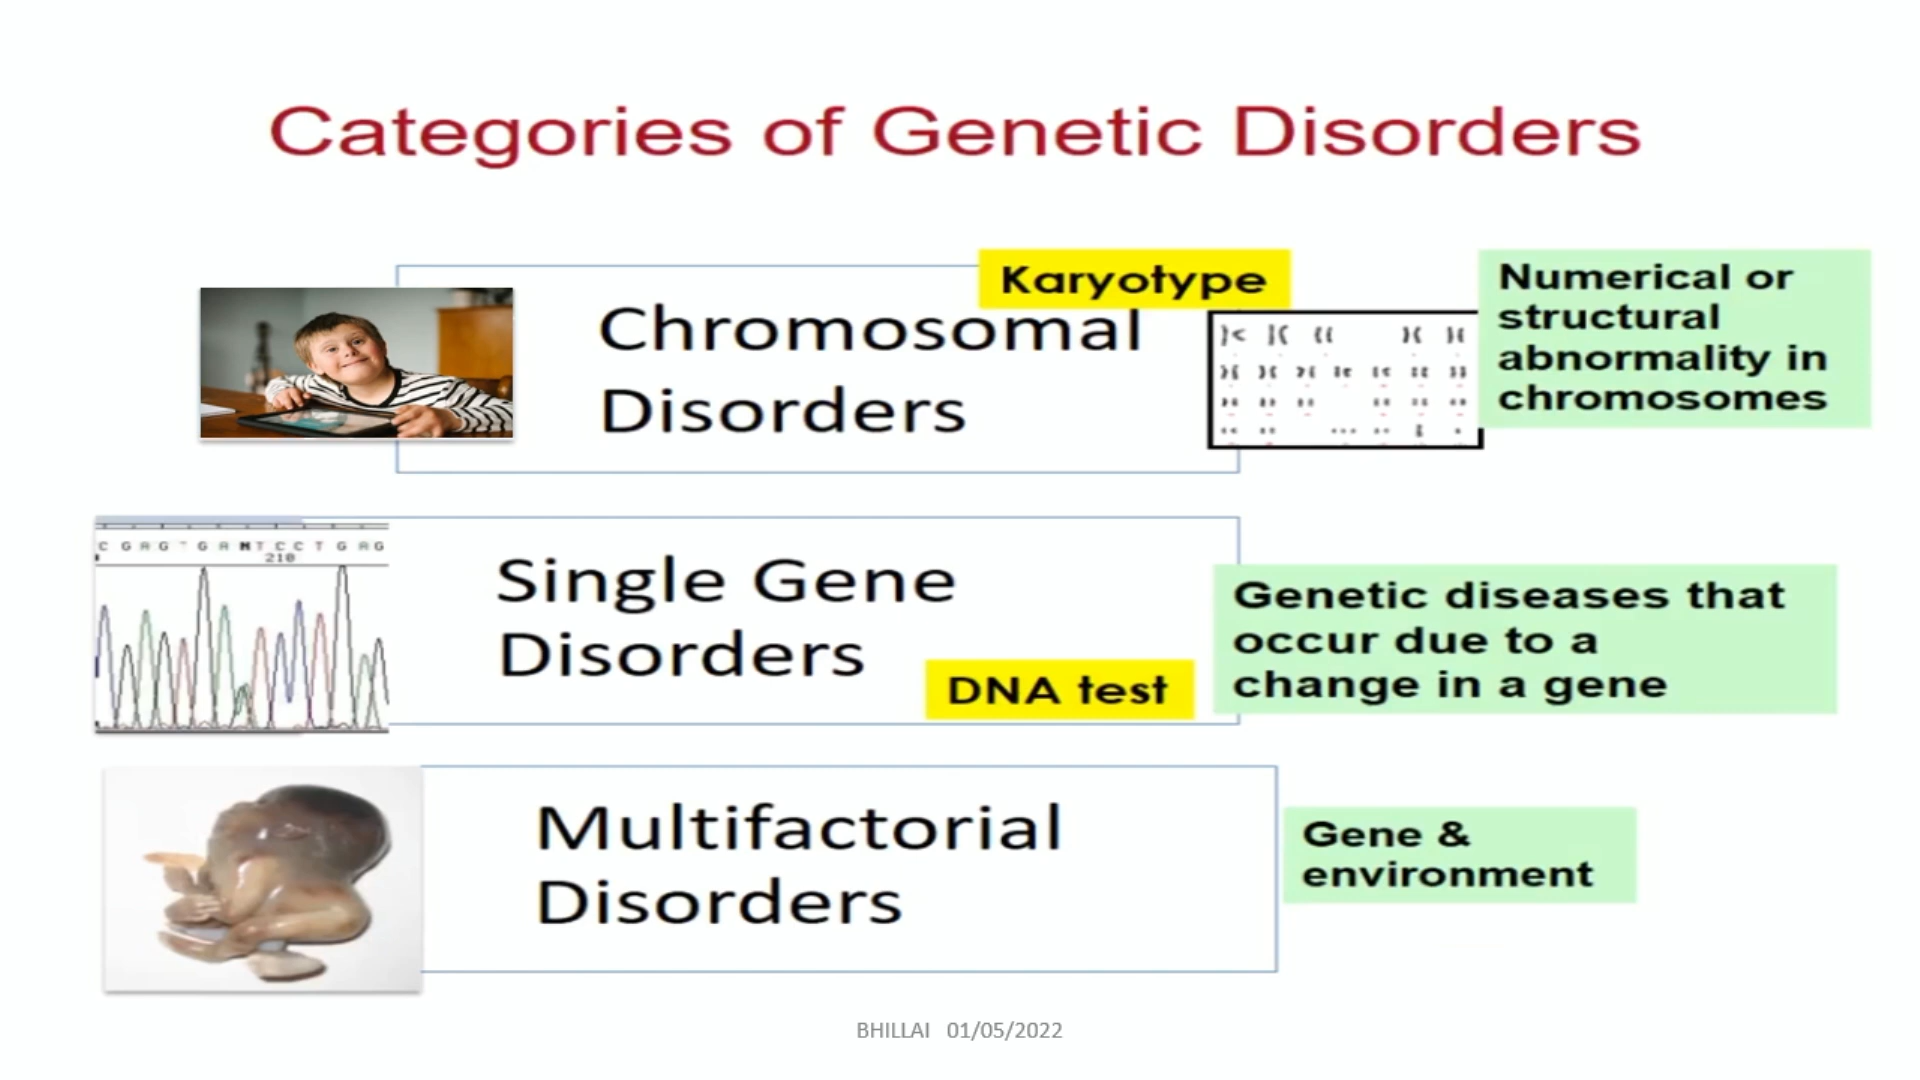 Categories of Genetic Disorders
Karyotype
Chromosomal
Disorders
Numerical or
structural
abnormality in
chromosomes
210
Single Gene
Disorders
DNA test
Genetic diseases that
occur due to a
change in a gene
Multifactorial
Disorders
Gene &
environment
BHILLAI 01/05/2022